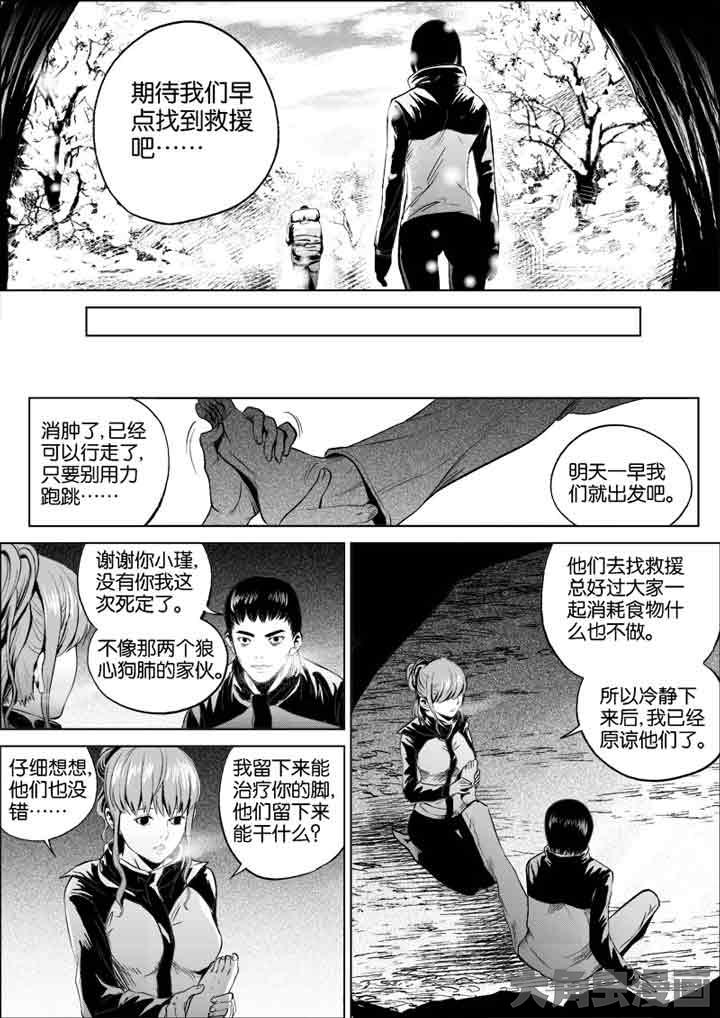 期待我们早
点找到救援
吧……
消肿了，已经
可以行走了，
只要别用力
跑跳……
明天一早我
们就出发吧。
谢谢你小瑾，
没有你我这
次死定了。
不像那两个狼
心狗肺的家伙。
仔细想想，
他们也没
错……
我留下来能
治疗你的脚，
他们留下来
能干什么？
他们去找救援
总好过大家一
起消耗食物什
么也不做。
所以冷静下
来后，我已经
原谅他们了。
大角虫漫画